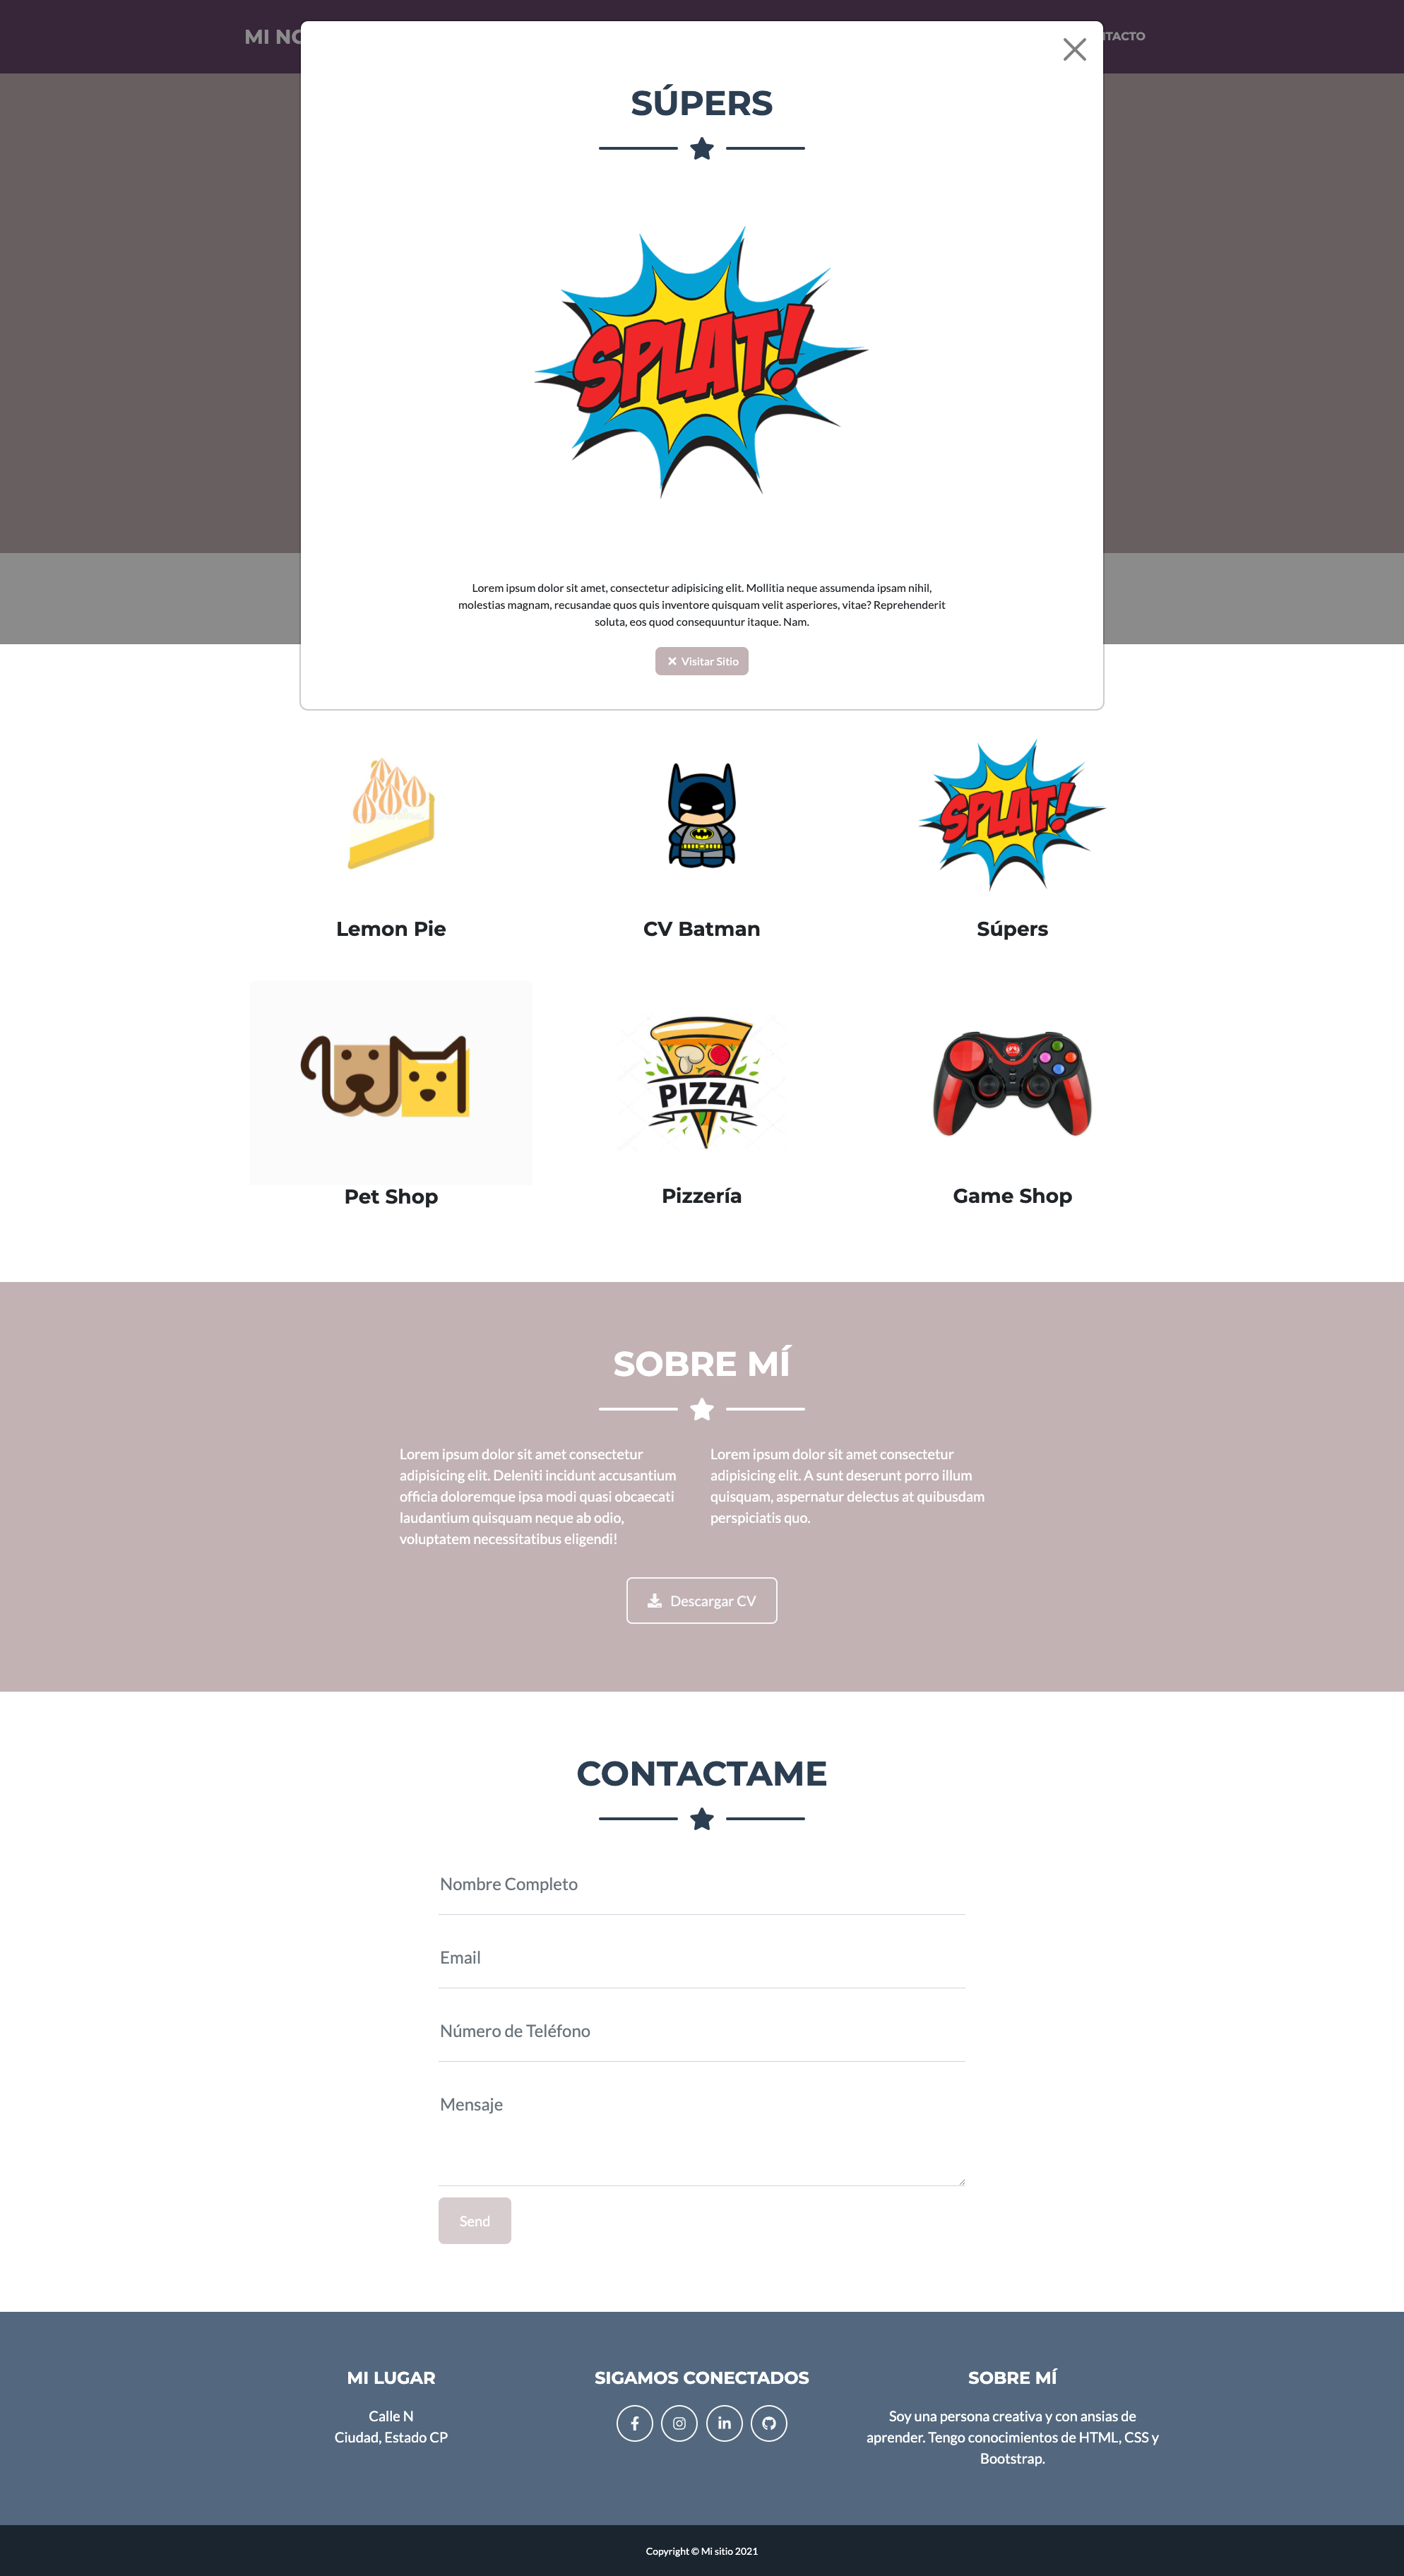 MI NO
NTACTO
SÚPERS
SPLAT!
Lorem ipsum dolor sit amet, consectetur adipisicing elit. Mollitia neque assumenda ipsam nihil,
molestias magnam, recusandae quos quis inventore quisquam velit asperiores, vitae? Reprehenderit
soluta, eos quod consequuntur itaque. Nam.
Visitar Sitio
SPLAT!
Lemon Pie
CV Batman
Súpers
PIZZA
Pet Shop
Pizzería
Game Shop
SOBRE MÍ
Lorem ipsum dolor sit amet consectetur
adipisicing elit. Deleniti incidunt accusantium
officia doloremque ipsa modi quasi obcaecati
laudantium quisquam neque ab odio,
voluptatem necessitatibus eligendi!
Lorem ipsum dolor sit amet consectetur
adipisicing elit. A sunt deserunt porro illum
quisquam, aspernatur delectus at quibusdam
perspiciatis quo.
Descargar CV
CONTACTAME
Nombre Completo
Email
Número de Teléfono
Mensaje
Send
MI LUGAR
Calle N
Ciudad, Estado CP
SIGAMOS CONECTADOS
SOBRE MÍ
Soy una persona creativa y con ansias de
aprender. Tengo conocimientos de HTML, CSS y
Bootstrap.
Copyright © Mi sitio 2021